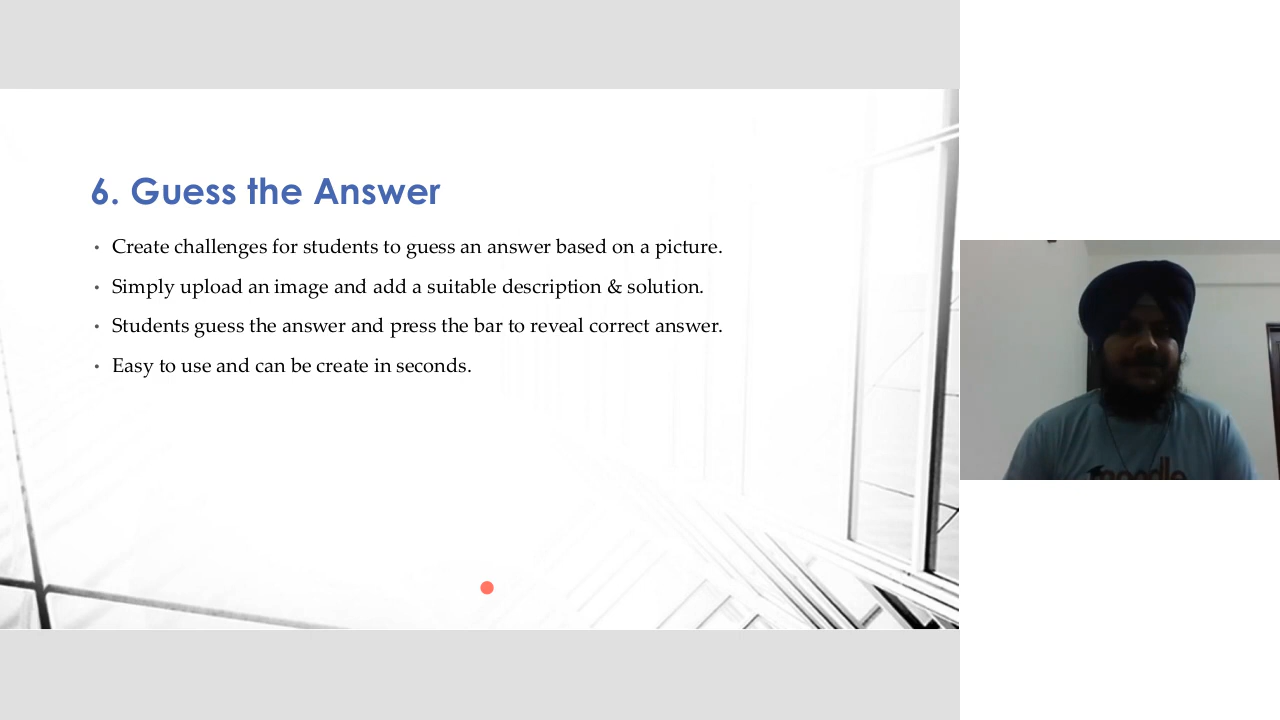 6. Guess the Answer
• Create challenges for students to guess an answer based on a picture.
• Simply upload an image and add a suitable description & solution.
• Students guess the answer and press the bar to reveal correct answer.
• Easy to use and can be create in seconds.
moodle